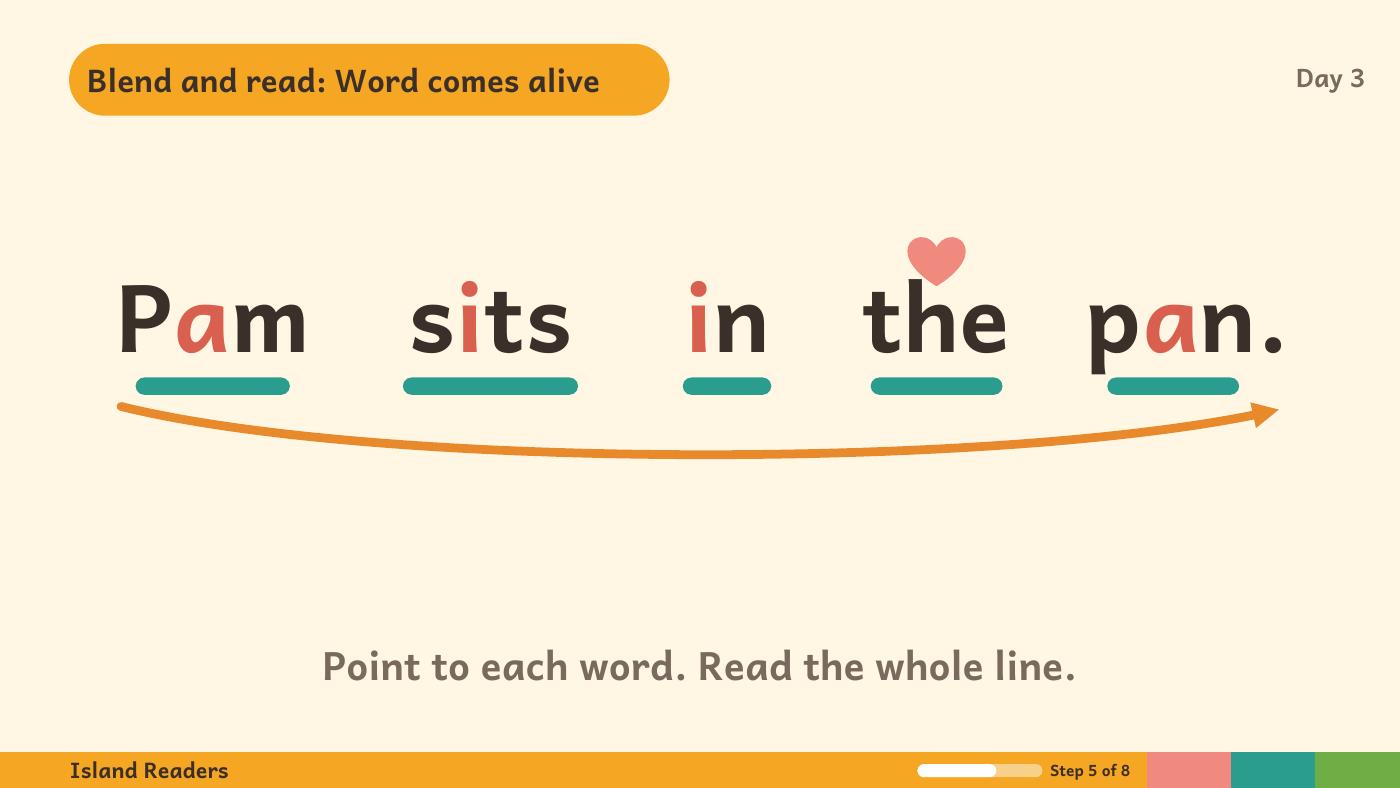 Blend and read: Word comes alive
Day 3
Pam sits in the pan.
Point to each word. Read the whole line.
Island Readers
Step 5 of 8